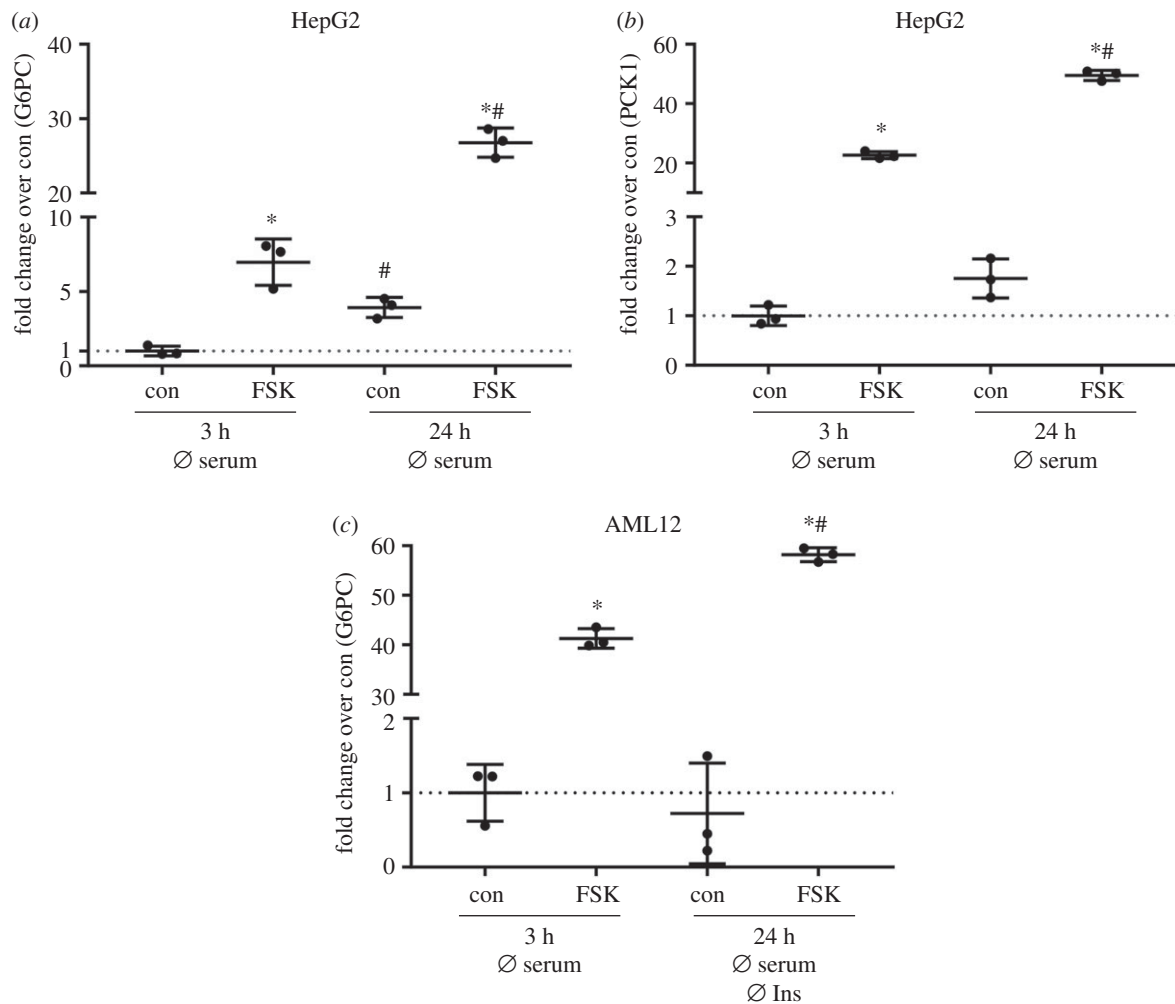 (a) HepG2
fold change over con (G6PC)
40
30
20
10
5
1
0
*
#
*#
con FSK con FSK
3 h 24 h
∅ serum ∅ serum
(b) HepG2
fold change over con (PCK1)
60
40
20
3
2
1
0
*
*#
con FSK con FSK
3 h 24 h
∅ serum ∅ serum
(c) AML12
fold change over con (G6PC)
60
50
40
30
2
1
0
*
*#
con FSK con FSK
3 h 24 h
∅ serum ∅ serum
∅ Ins